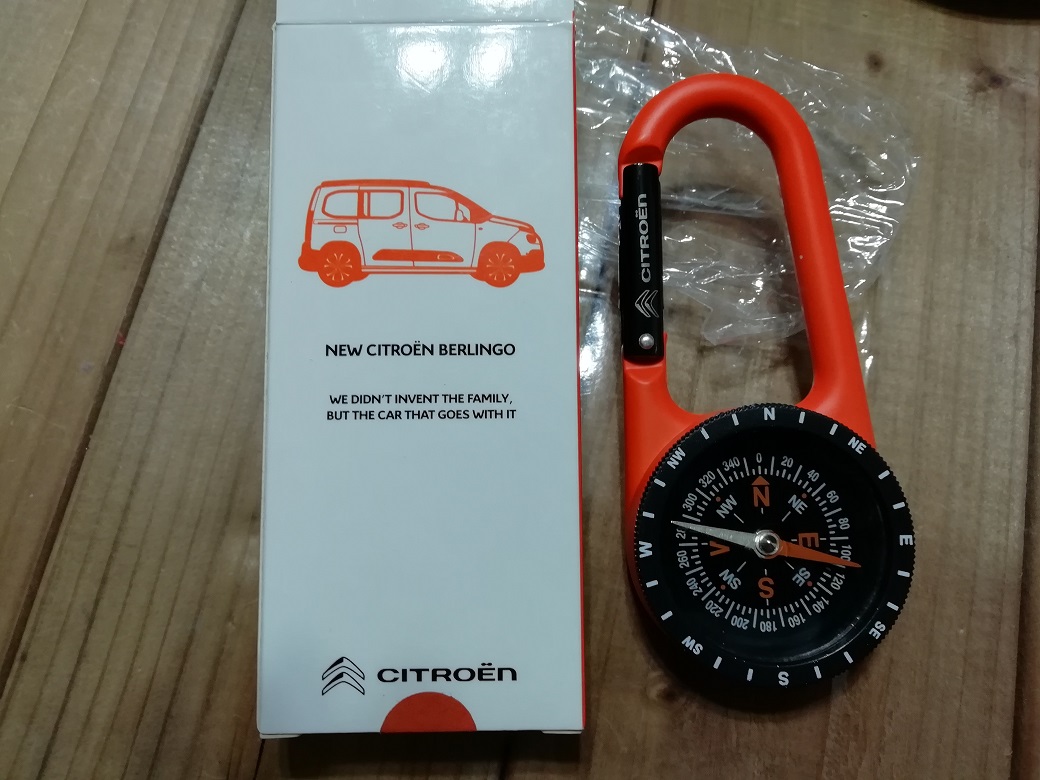 NEW CITROËN BERLINGO
WE DIDN'T INVENT THE FAMILY,
BUT THE CAR THAT GOES WITH IT
CITROËN
CITROËN
N
NE
E
SE
S
SW
W
NW
0
20
40
60
80
100
120
140
160
180
200
220
240
260
300
320
340
N
NE
E
SE
S
SW
NW